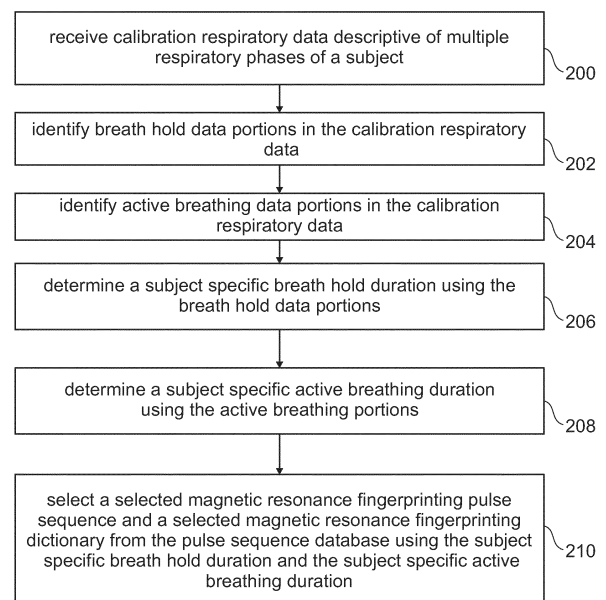 receive calibration respiratory data descriptive of multiple
respiratory phases of a subject
200
identify breath hold data portions in the calibration respiratory
data
202
identify active breathing data portions in the calibration
respiratory data
204
determine a subject specific breath hold duration using the
breath hold data portions
206
determine a subject specific active breathing duration
using the active breathing portions
208
select a selected magnetic resonance fingerprinting pulse
sequence and a selected magnetic resonance fingerprinting
dictionary from the pulse sequence database using the subject
specific breath hold duration and the subject specific active
breathing duration
210